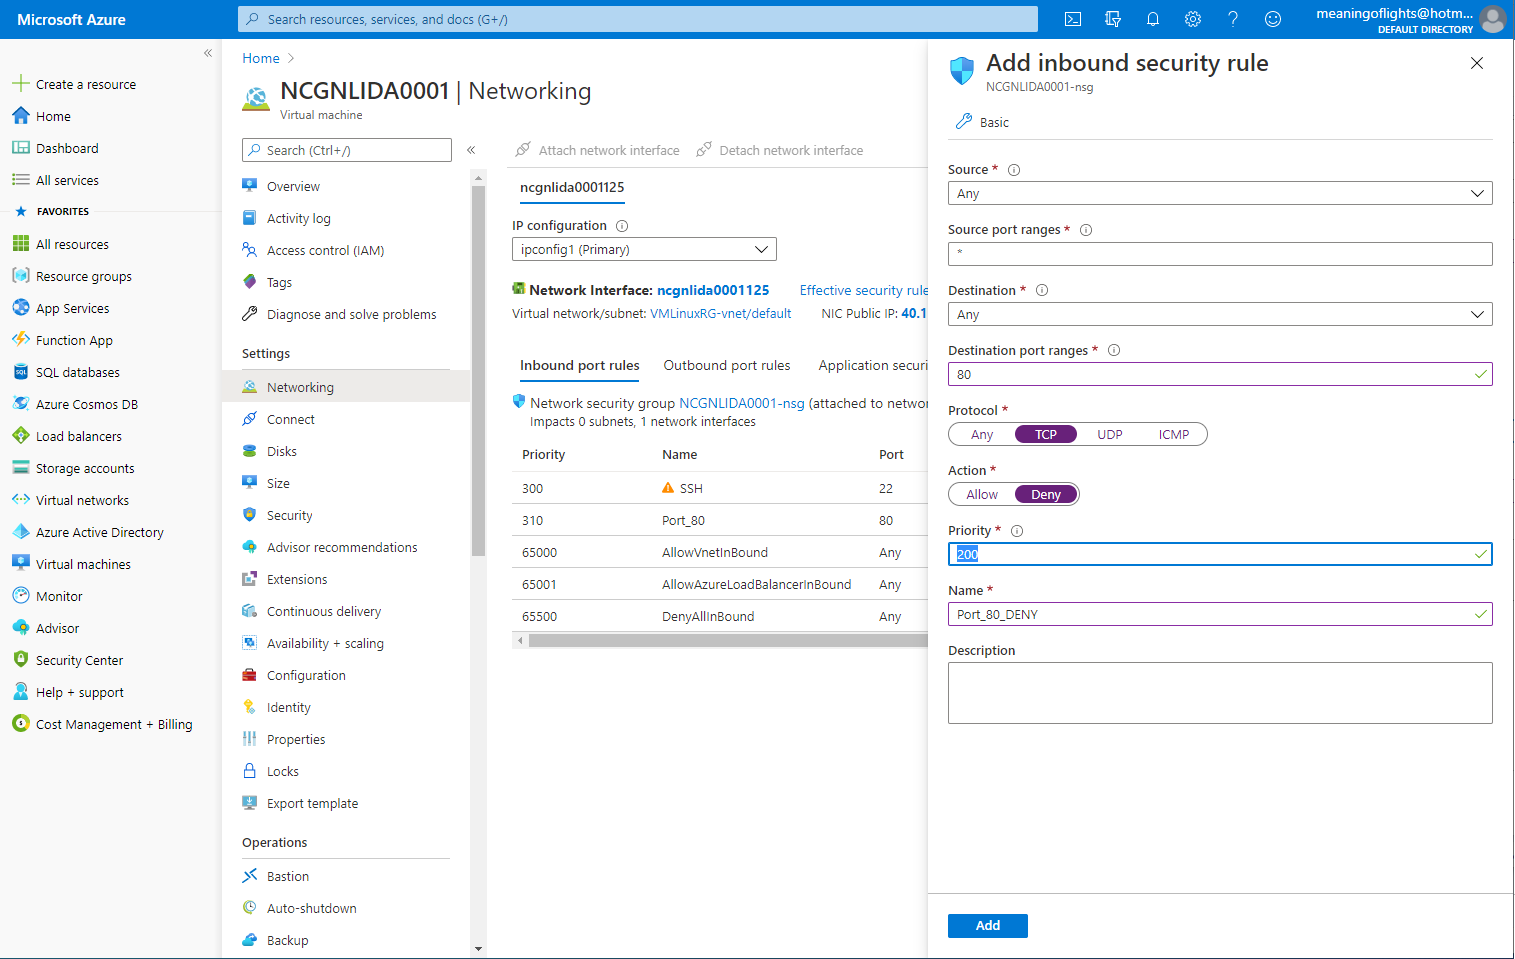 Microsoft Azure
Search resources, services, and docs (G+/)
meaningoflights@hotm...
DEFAULT DIRECTORY
Create a resource
Home
Dashboard
All services
FAVORITES
All resources
Resource groups
App Services
Function App
SQL databases
Azure Cosmos DB
Load balancers
Storage accounts
Virtual networks
Azure Active Directory
Virtual machines
Monitor
Advisor
Security Center
Help + support
Cost Management + Billing
Home
NCGNLIDA0001 | Networking
Virtual machine
Search (Ctrl+/)
Overview
Activity log
Access control (IAM)
Tags
Diagnose and solve problems
Settings
Networking
Connect
Disks
Size
Security
Advisor recommendations
Extensions
Continuous delivery
Availability + scaling
Configuration
Identity
Properties
Locks
Export template
Operations
Bastion
Auto-shutdown
Backup
Attach network interface Detach network interface
ncgnlida0001125
IP configuration
ipconfig1 (Primary)
Network Interface: ncgnlida0001125 Effective security rule
Virtual network/subnet: VMLinuxRG-vnet/default NIC Public IP: 40.1
Inbound port rules Outbound port rules Application securi
Network security group NCGNLIDA0001-nsg (attached to networ
Impacts 0 subnets, 1 network interfaces
Priority Name Port
300 SSH 22
310 Port_80 80
65000 AllowVnetInBound Any
65001 AllowAzureLoadBalancerInBound Any
65500 DenyAllInBound Any
Add inbound security rule
NCGNLIDA0001-nsg
Basic
Source *
Any
Source port ranges *
*
Destination *
Any
Destination port ranges *
80
Protocol *
Any TCP UDP ICMP
Action *
Allow Deny
Priority *
200
Name *
Port_80_DENY
Description
Add